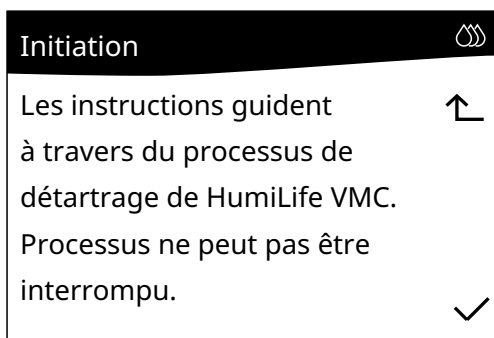 Initiation
Les instructions guident
à travers du processus de
détartrage de HumiLife VMC.
Processus ne peut pas être
interrompu.